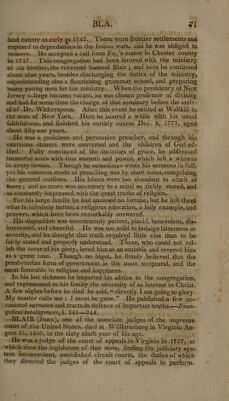 BLA. 71
land county as early as 1742. These were frontier settlements and
exposed to depredations in the Indian wars, and he was obliged to
remove. He accepted a call from Fog's manor in Chester county
in 1757. This congregation had been favored with the ministry
of his brother, the reverend Samuel Blair; and here he continued
about nine years, besides discharging the duties of the ministry,
superintending also a flourishing grammar school, and preparing
many young men for the ministry. When the presidency of New
Jersey college became vacant, he was chosen professor of divinity
and had for some time the charge of that seminary before the arriv-
al of Dr. Witherspoon. After this event he settled at Wallkill in
the state of New York. Here he labored a while with his usual
faithfulness, and finished his earthly course Dec. 8, 1771, aged
about fifty one years.
He was a judicious and persuasive preacher, and through his
exertions sinners were converted and the children of God ed-
ified. Fully convinced of the doctrines of grace, he addressed
immortal souls with that warmth and power, which left a witness
in every bosom. Though he sometimes wrote his sermons in full,
yet his common mode of preaching was by short notes, comprising
the general outlines. His labors were too abundant to admit of
more; and no more was necessary to a mind so richly stored, and
so constantly impressed with the great truths of religion.
For his large family he had amassed no fortune, but he left them
what is infinitely better, a religious education, a holy example, and
prayers, which have been remarkably answered.
His disposition was uncommonly patient, placid, benevolent, dis-
interested, and cheerful. He was too mild to indulge bitterness or
severity, and he thought that truth required little else than to be
fairly stated and properly understood. Those, who could not rel-
ish the savor of his piety, loved him as an amiable and revered him
as a great man. Though no bigot, he firmly believed that the
presbyterian form of government is the most scriptural, and the
most favorable to religion and happiness.
In his last sickness he imparted his advice to the congregation,
and represented to his family the necessity of an interest in Christ.
A few nights before he died he said, "directly I am going to glory.
My master calls me; I must be gone." He published a few oc-
casional sermons and tracts in defence of important truths.—Evan-
gelical intelligencer, i. 241—244.
BLAIR (John), one of the associate judges of the supreme
court of the United States, died at Williamsburg in Virginia Au-
gust 31, 1800, in the sixty ninth year of his age.
He was a judge of the court of appeals in Virginia in 1787, at
which time the legislature of that state, finding the judiciary sys-
tem inconvenient, established circuit courts, the duties of which
they directed the judges of the court of appeals to perform.